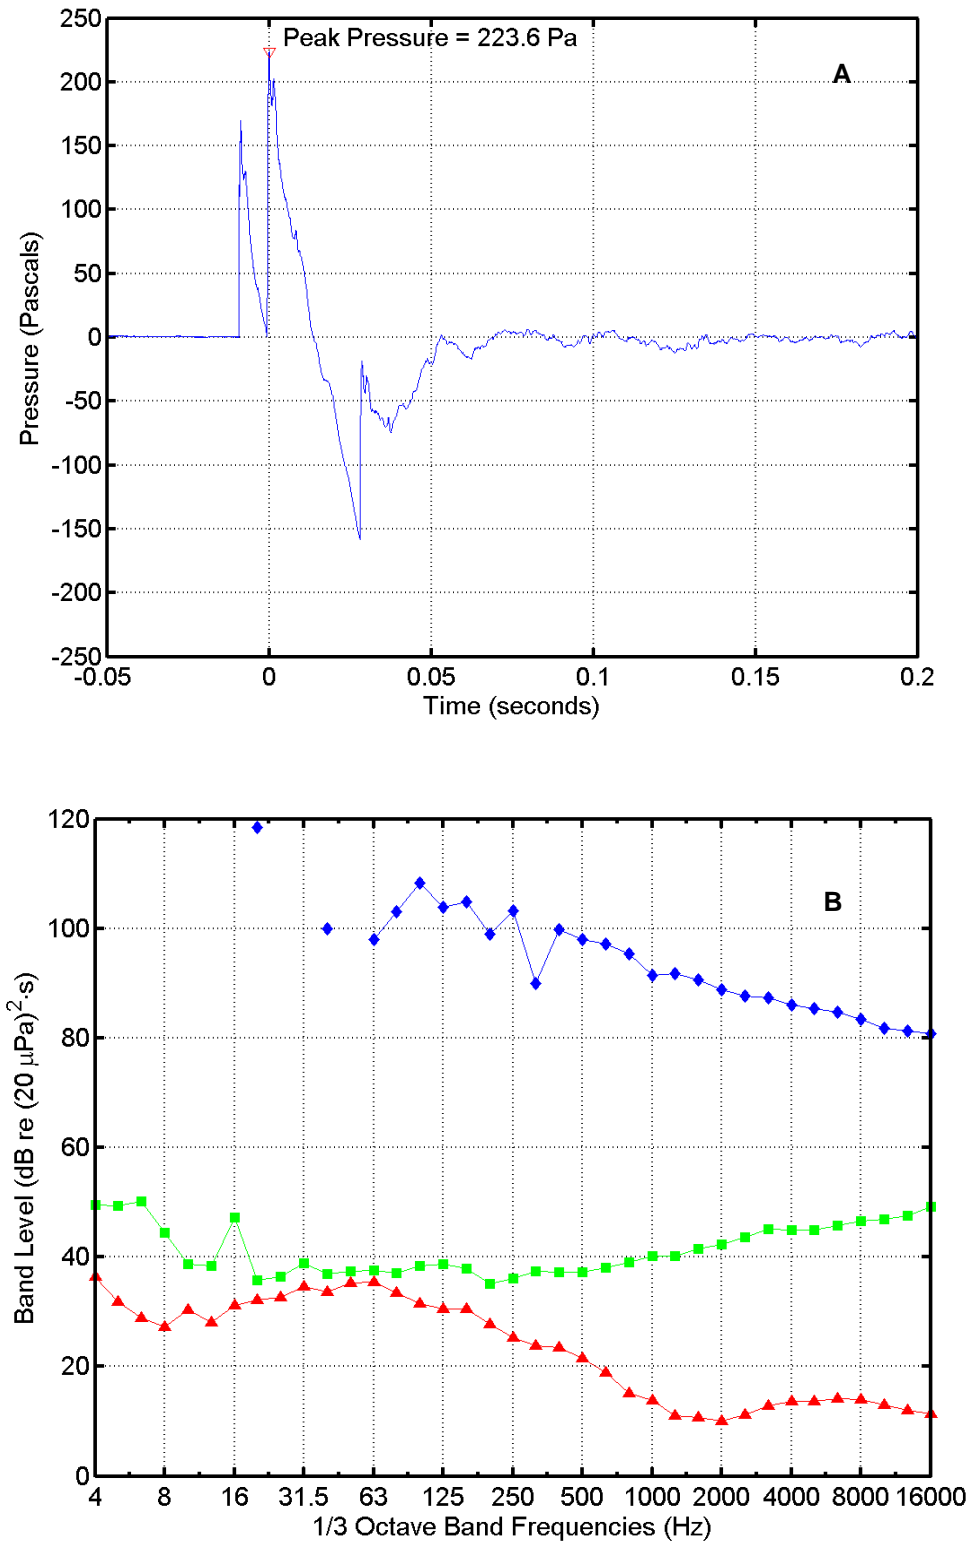 250
Peak Pressure = 223.6 Pa
A
200
150
100
50
0
-50
-100
-150
-200
-250
Pressure (Pascals)
-0.05 0 0.05 0.1 0.15 0.2
Time (seconds)
120
B
100
80
60
40
20
0
Band Level (dB re (20 μPa)²·s)
4 8 16 31.5 63 125 250 500 1000 2000 4000 8000 16000
1/3 Octave Band Frequencies (Hz)